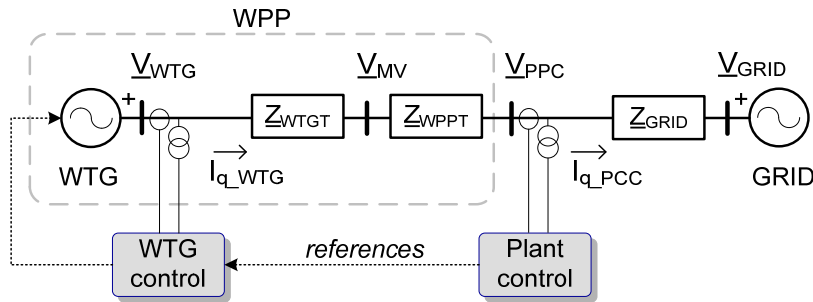 WPP
V_WTG
V_MV
V_PPC
V_GRID
+
+
Z_WTGT
Z_WPPT
Z_GRID
WTG
I_q_WTG
I_q_PCC
GRID
WTG
control
references
Plant
control